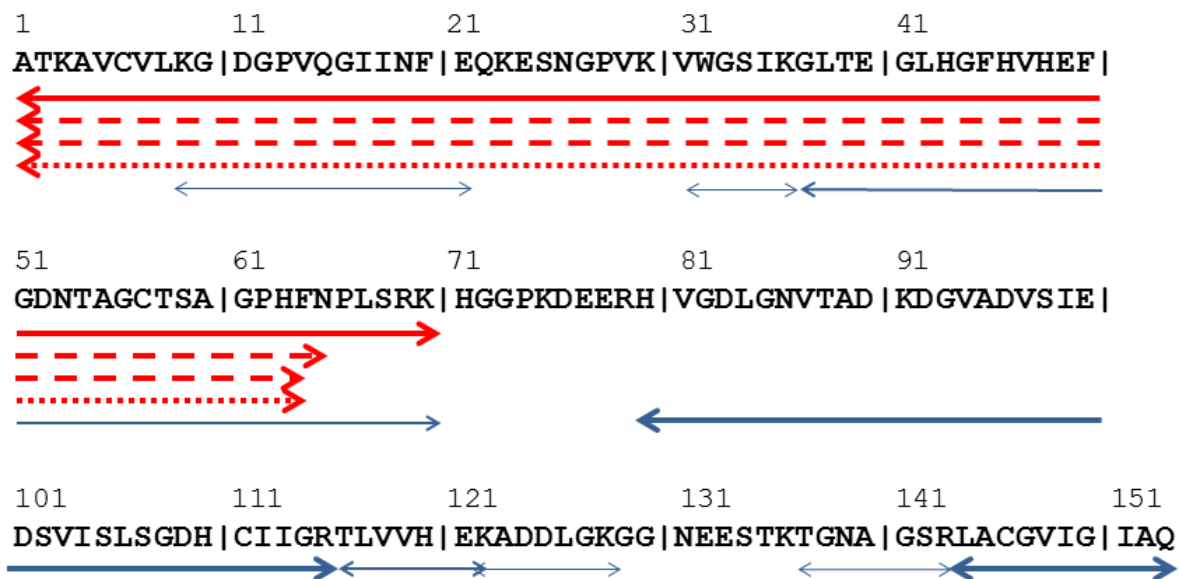 1 11 21 31 41
ATKAVCVLKG|DGPVQGIINF|EQKESNGPVK|VWGSIKGLTE|GLHGFHVHEF|
51 61 71 81 91
GDNTAGCTSA|GPHFNPLSRK|HGGPKDEERH|VGDLGNVTAD|KDGVADVSIE|
101 111 121 131 141 151
DSVISLSGDH|CIIGRTLVVH|EKADDLGKGG|NEESTKTGNA|GSRLACGVIG|IAQ